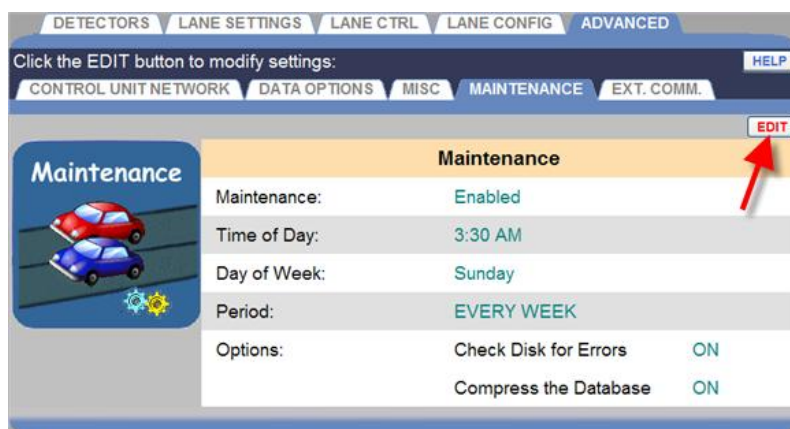 DETECTORS LANE SETTINGS LANE CTRL LANE CONFIG ADVANCED
Click the EDIT button to modify settings: HELP
CONTROL UNIT NETWORK DATA OPTIONS MISC MAINTENANCE EXT. COMM.
EDIT
Maintenance
Maintenance
Maintenance: Enabled
Time of Day: 3:30 AM
Day of Week: Sunday
Period: EVERY WEEK
Options: Check Disk for Errors ON
Compress the Database ON